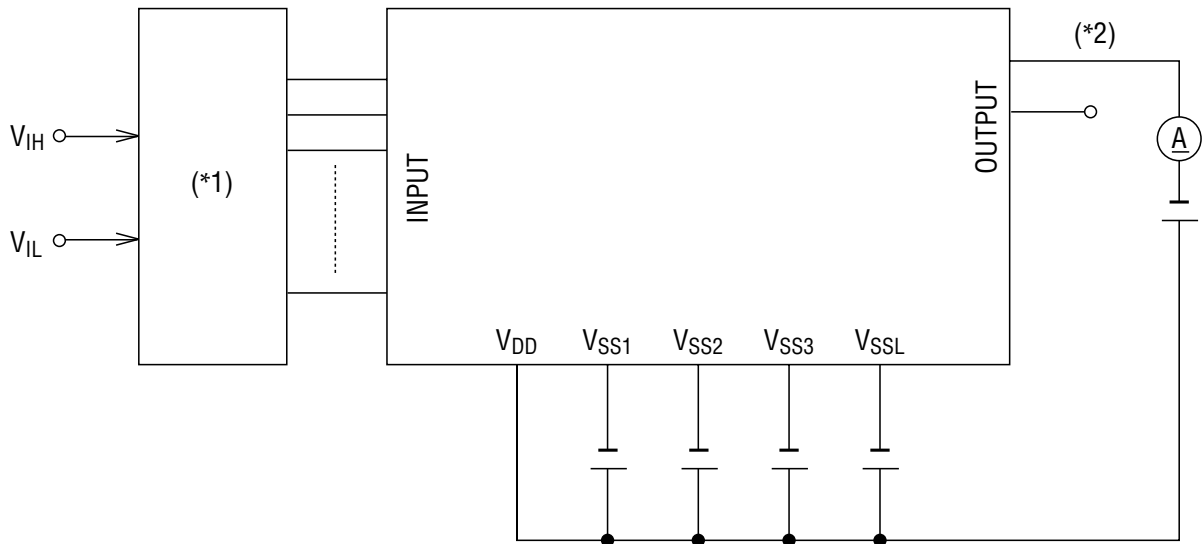 (*2)
OUTPUT
V_IH
A
(*1)
INPUT
V_IL
V_DD V_SS1 V_SS2 V_SS3 V_SSL